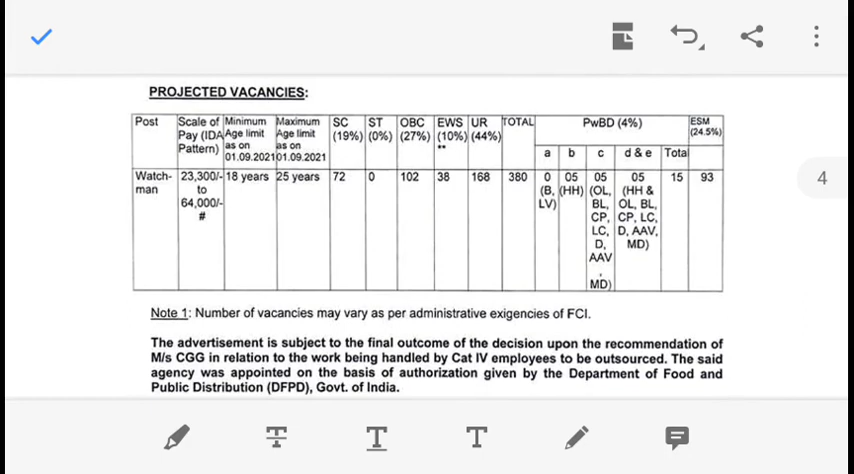 PROJECTED VACANCIES:
Post Scale of Pay (IDA Pattern) Minimum Age limit as on 01.09.2021 Maximum Age limit as on 01.09.2021 SC (19%) ST (0%) OBC (27%) EWS (10%) ** UR (44%) TOTAL PwBD (4%) ESM (24.5%)
a b c d & e Total
Watch-man 23,300/- to 64,000/- # 18 years 25 years 72 0 102 38 168 380 0 (B, LV) 05 (HH) 05 (OL, BL, CP, LC, D, AAV, MD) 05 (HH & OL, BL, CP, LC, D, AAV, MD) 15 93
4
Note 1: Number of vacancies may vary as per administrative exigencies of FCI.
The advertisement is subject to the final outcome of the decision upon the recommendation of
M/s CGG in relation to the work being handled by Cat IV employees to be outsourced. The said
agency was appointed on the basis of authorization given by the Department of Food and
Public Distribution (DFPD), Govt. of India.
T T T